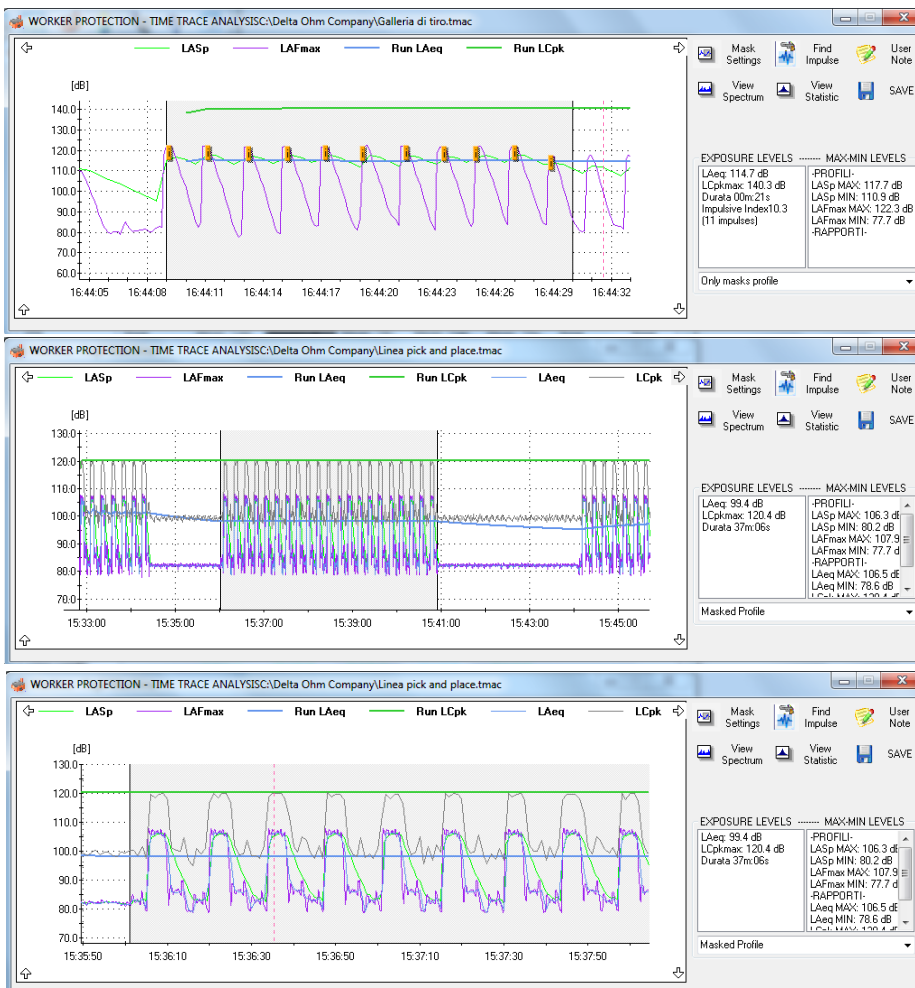 WORKER PROTECTION - TIME TRACE ANALYSISC:\Delta Ohm Company\Galleria di tiro.tmac
LASp LAFmax Run LAeq Run LCpk
[dB]
140.0
130.0
120.0
110.0
100.0
90.0
80.0
70.0
60.0
16:44:05 16:44:08 16:44:11 16:44:14 16:44:17 16:44:20 16:44:23 16:44:26 16:44:29 16:44:32
Mask Settings
Find Impulse
User Note
View Spectrum
View Statistic
SAVE
EXPOSURE LEVELS ------- MAX-MIN LEVELS
LAeq: 114.7 dB
LCpkmax: 140.3 dB
Durata 00m:21s
Impulsive Index10.3
(11 impulses)
-PROFILI-
LASp MAX: 117.7 dB
LASp MIN: 110.9 dB
LAFmax MAX: 122.3 dB
LAFmax MIN: 77.7 dB
-RAPPORTI-
Only masks profile
WORKER PROTECTION - TIME TRACE ANALYSISC:\Delta Ohm Company\Linea pick and place.tmac
LASp LAFmax Run LAeq Run LCpk LAeq LCpk
[dB]
130.0
120.0
110.0
100.0
90.0
80.0
70.0
15:33:00 15:35:00 15:37:00 15:39:00 15:41:00 15:43:00 15:45:00
Mask Settings
Find Impulse
User Note
View Spectrum
View Statistic
SAVE
EXPOSURE LEVELS ------- MAX-MIN LEVELS
LAeq: 99.4 dB
LCpkmax: 120.4 dB
Durata 37m:06s
-PROFILI-
LASp MAX: 106.3 dB
LASp MIN: 80.2 dB
LAFmax MAX: 107.9
LAFmax MIN: 77.7 d
-RAPPORTI-
LAeq MAX: 106.5 dB
LAeq MIN: 78.6 dB
Masked Profile
WORKER PROTECTION - TIME TRACE ANALYSISC:\Delta Ohm Company\Linea pick and place.tmac
LASp LAFmax Run LAeq Run LCpk LAeq LCpk
[dB]
130.0
120.0
110.0
100.0
90.0
80.0
70.0
15:35:50 15:36:10 15:36:30 15:36:50 15:37:10 15:37:30 15:37:50
Mask Settings
Find Impulse
User Note
View Spectrum
View Statistic
SAVE
EXPOSURE LEVELS ------- MAX-MIN LEVELS
LAeq: 99.4 dB
LCpkmax: 120.4 dB
Durata 37m:06s
-PROFILI-
LASp MAX: 106.3 dB
LASp MIN: 80.2 dB
LAFmax MAX: 107.9
LAFmax MIN: 77.7 d
-RAPPORTI-
LAeq MAX: 106.5 dB
LAeq MIN: 78.6 dB
Masked Profile